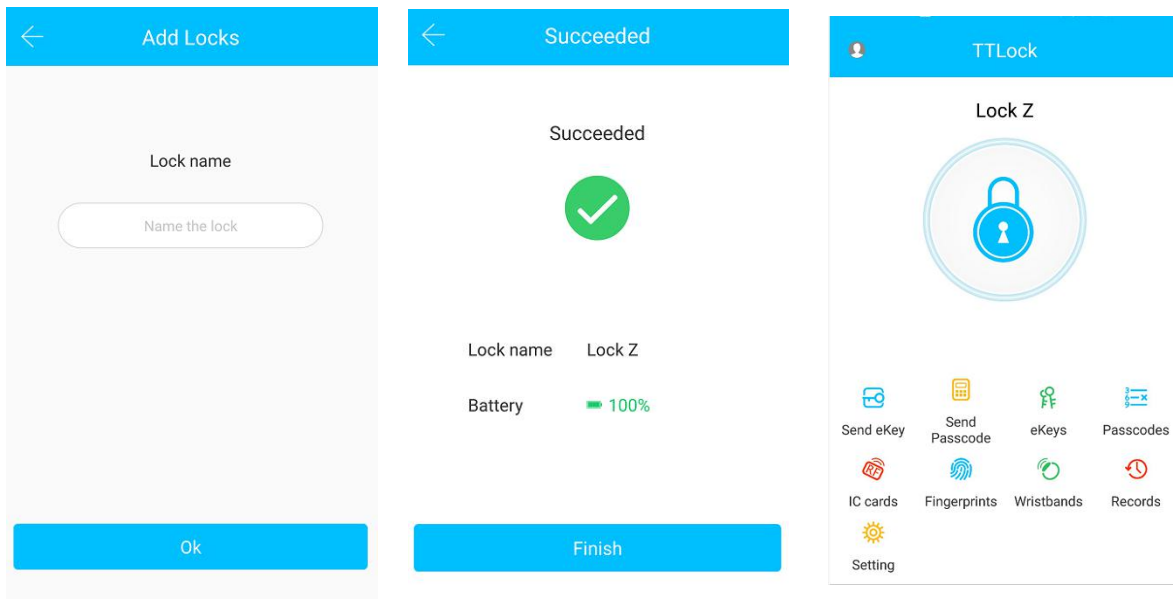 Add Locks
Lock name
Name the lock
Ok
Succeeded
Succeeded
Lock name Lock Z
Battery 100%
Finish
TTLock
Lock Z
Send eKey
Send
Passcode
eKeys
Passcodes
IC cards
Fingerprints
Wristbands
Records
Setting